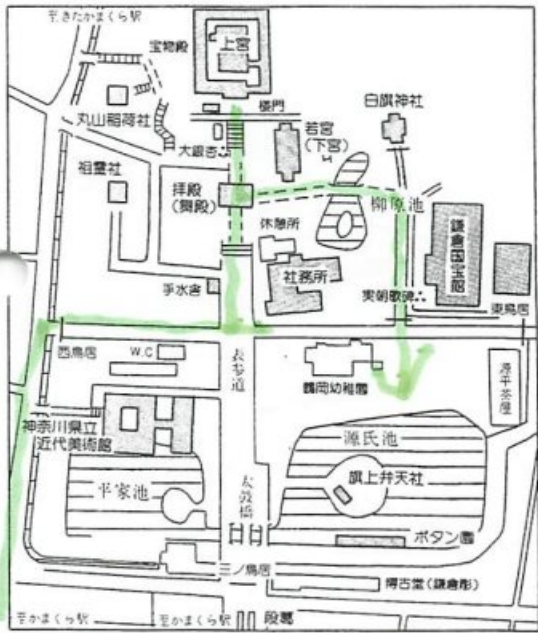 至きたかまくら駅
宝物殿
上宮
丸山稲荷社
楼門
白旗神社
大銀杏
若宮
(下宮)
祖霊社
拝殿
(舞殿)
柳原池
休憩所
鎌倉国宝館
社務所
手水舎
実朝歌碑
東鳥居
西鳥居
W.C
表参道
鶴岡幼稚園
源平茶屋
神奈川県立
近代美術館
源氏池
平家池
旗上弁天社
太鼓橋
ボタン園
三ノ鳥居
博古堂(鎌倉彫)
至かまくら駅
至かまくら駅
段葛